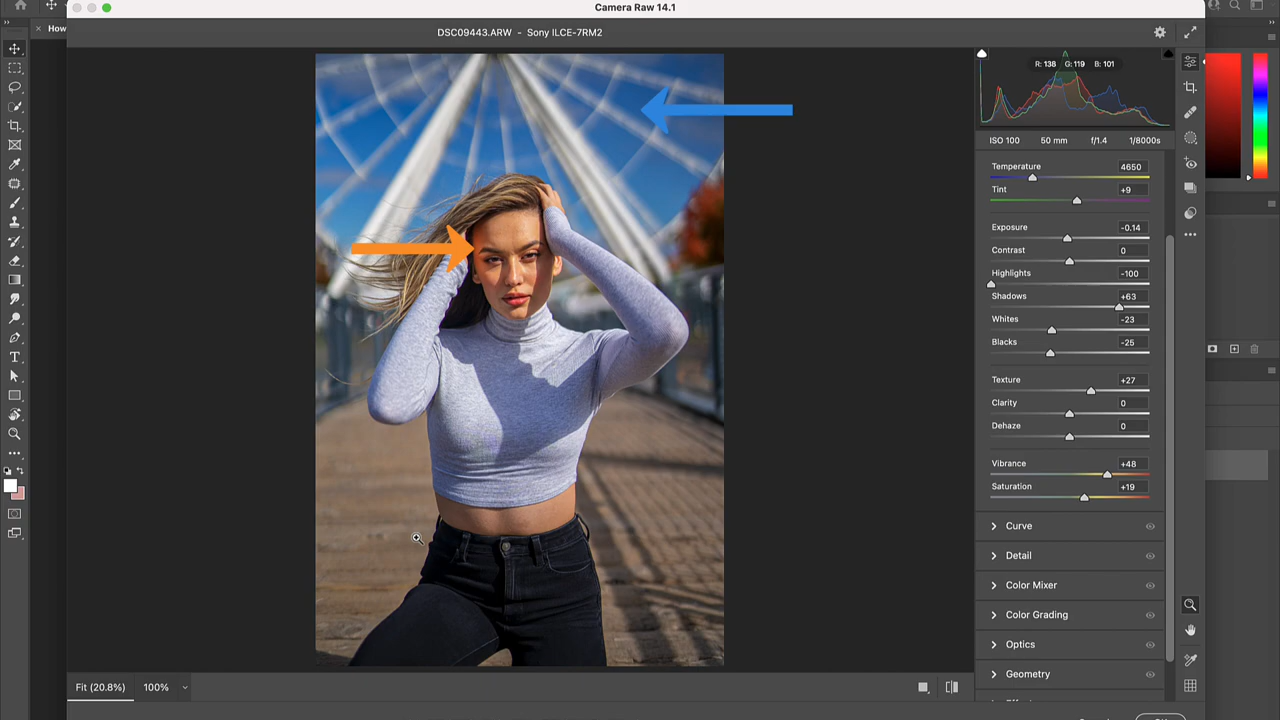 Camera Raw 14.1
How
DSC09443.ARW - Sony ILCE-7RM2
R: 138 G: 119 B: 101
ISO 100 50 mm f/1.4 1/8000s
Temperature 4650
Tint +9
Exposure -0.14
Contrast 0
Highlights -100
Shadows +63
Whites -23
Blacks -25
Texture +27
Clarity 0
Dehaze 0
Vibrance +48
Saturation +19
Curve
Detail
Color Mixer
Color Grading
Optics
Geometry
Fit (20.8%) 100%